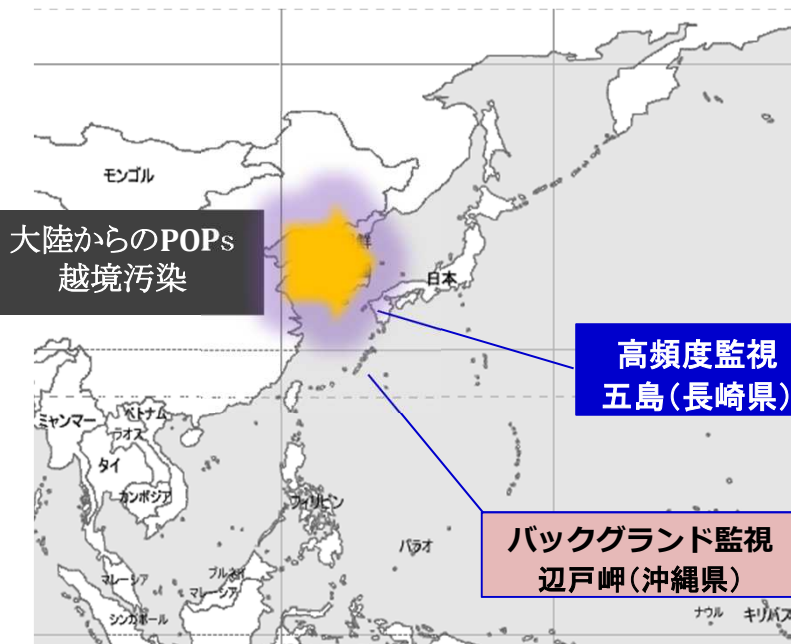 モンゴル
鮮
大陸からのPOPs
越境汚染
日本
高頻度監視
五島(長崎県)
ミャンマー
ベトナム
ラオス
タイ
カンボジア
フィリピン
バックグランド監視
辺戸岬(沖縄県)
パラオ
マレーシア
ブルネイ
マレーシア
シンガポール
ナウル
キリバス